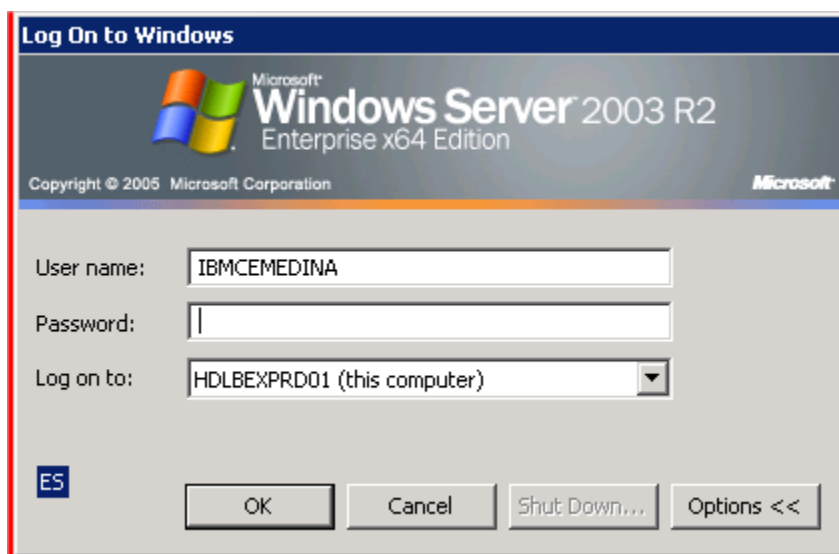 Log On to Windows
Microsoft
Windows Server 2003 R2
Enterprise x64 Edition
Copyright © 2005 Microsoft Corporation Microsoft
User name: IBMCEMEDINA
Password:
Log on to: HDLBEXPRD01 (this computer)
ES
OK Cancel Shut Down... Options <<